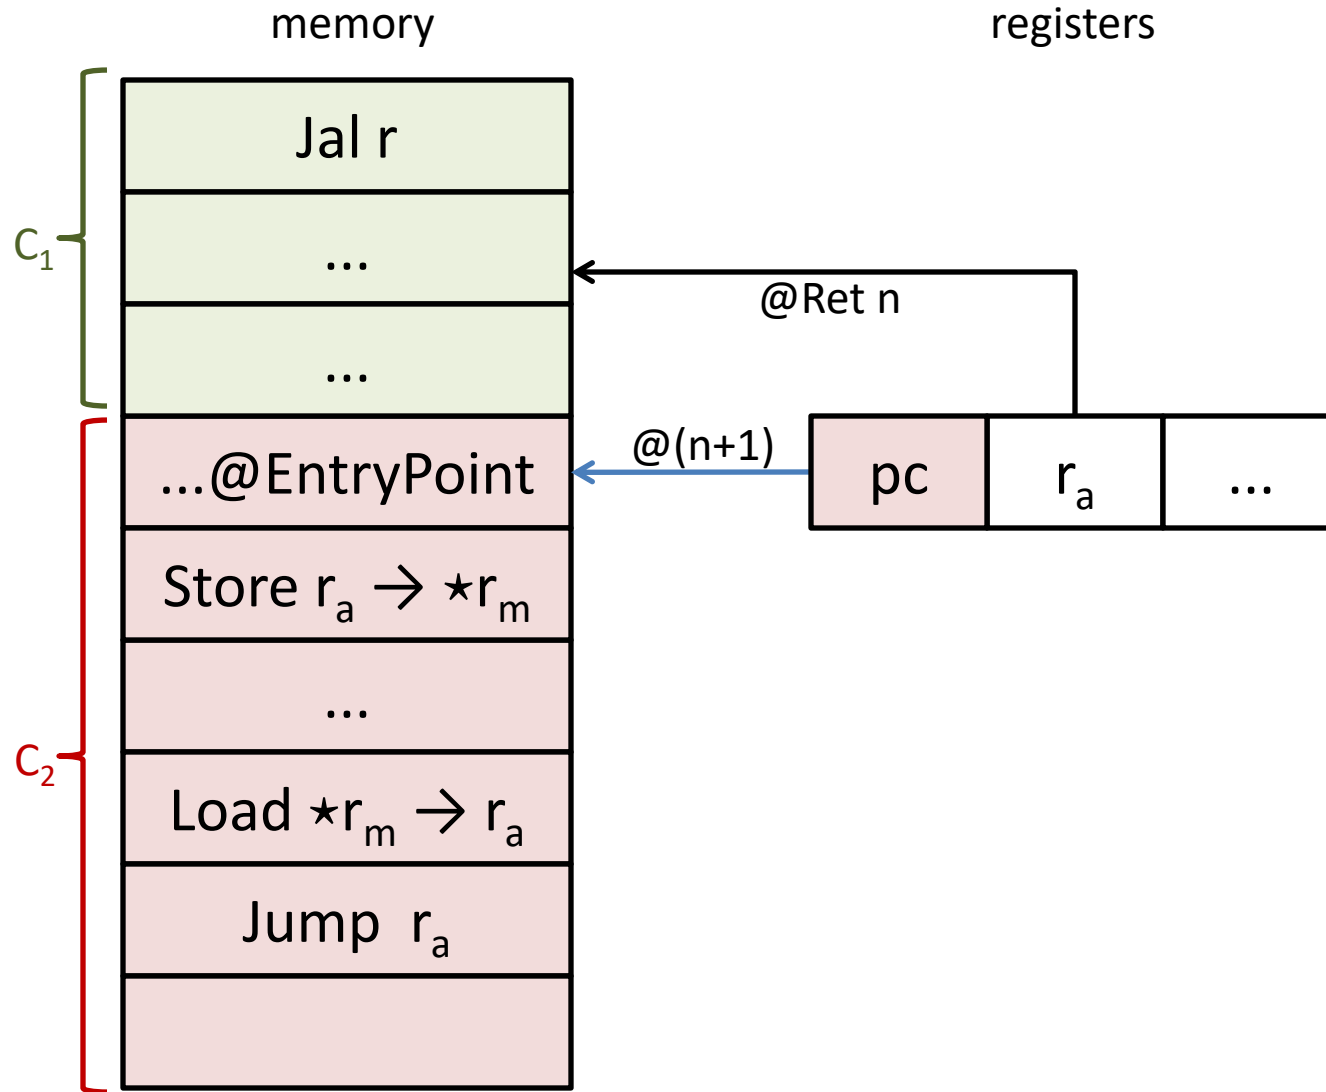 memory
registers
Jal r
...
...
C₁
@Ret n
...@EntryPoint
@(n+1)
pc
rₐ
...
Store rₐ → ⋆rₘ
...
C₂
Load ⋆rₘ → rₐ
Jump rₐ